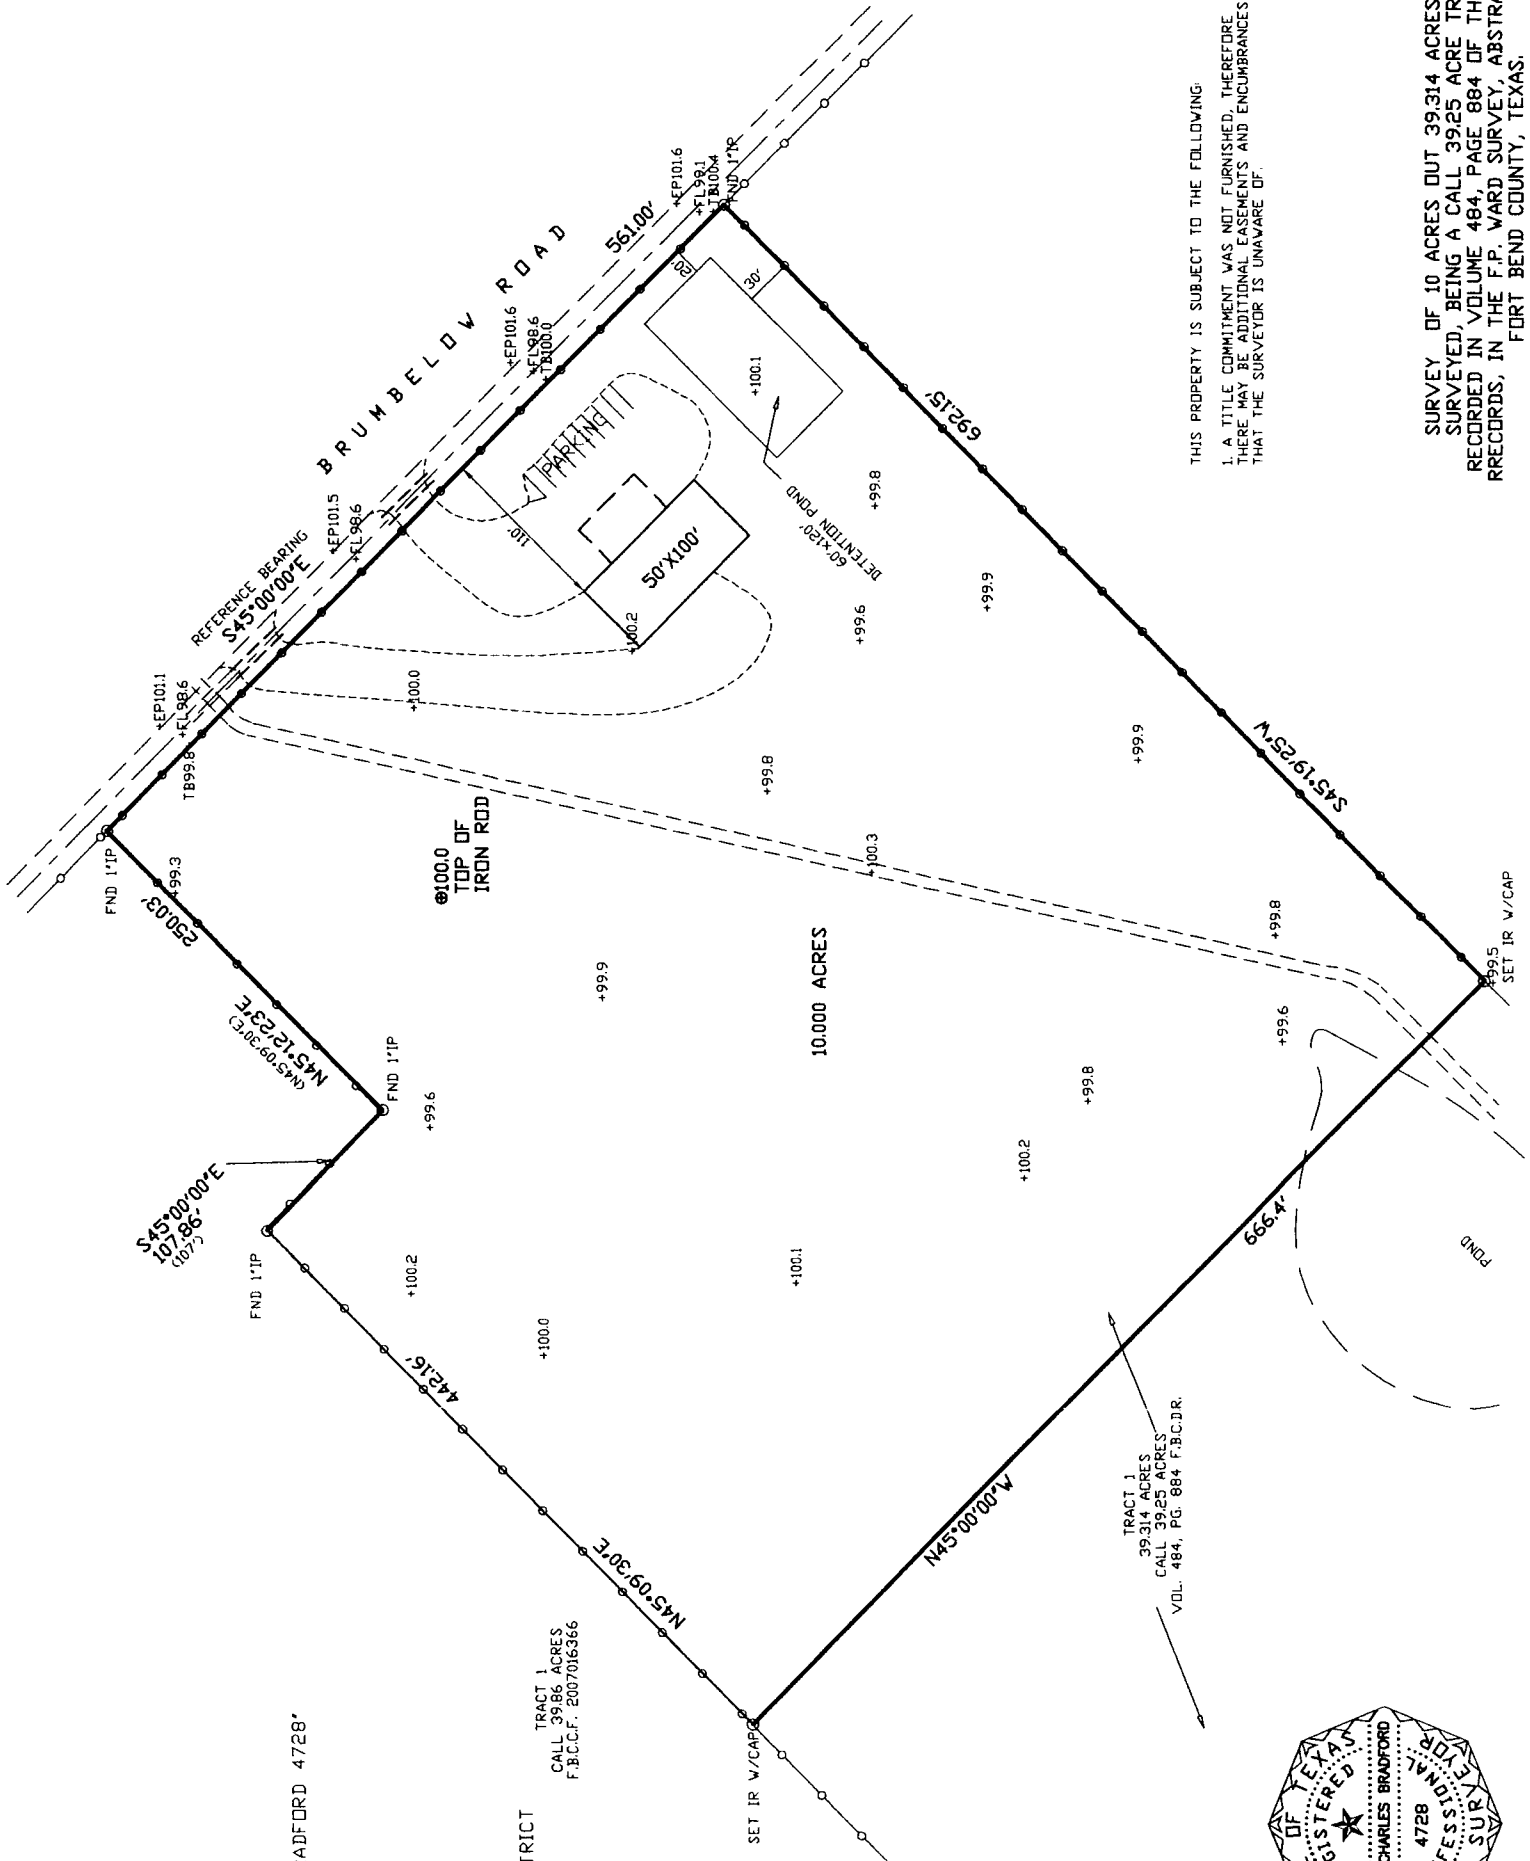 BRUMBELOW ROAD
REFERENCE BEARING
S45°00'00"E
561.00'
+EP101.6
+FL99.1
+TB100.4
FND 1"IP
+EP101.6
+FL98.6
+TB100.0
+EP101.5
+FL98.6
+EP101.1
+FL98.6
TB99.8
FND 1"IP
+99.3
250.03'
N45°12'23"E
(N45°09'30"E)
FND 1"IP
S45°00'00"E
107.86'
(107')
FND 1"IP
442.16'
N45°09'30"E
SET IR W/CAP
N45°00'00"W
666.4'
+99.5
SET IR W/CAP
S45°19'25"W
692.15'
20'
30'
+100.1
60'x120'
DETENTION POND
PARKING
110'
50'X100'
+100.2
+100.0
⊕100.0
TOP OF
IRON ROD
10.000 ACRES
+99.8
+99.6
+99.9
+99.8
+99.9
+100.3
+99.9
+99.6
+99.8
+99.6
+99.8
+100.2
+100.1
+100.2
+100.0
POND
TRACT 1
39.314 ACRES
CALL 39.25 ACRES
VOL. 484, PG. 884 F.B.C.D.R.
TRACT 1
CALL 39.86 ACRES
F.B.C.C.F. 2007016366
ADFORD 4728"
TRICT
THIS PROPERTY IS SUBJECT TO THE FOLLOWING:
1. A TITLE COMMITMENT WAS NOT FURNISHED, THEREFORE
THERE MAY BE ADDITIONAL EASEMENTS AND ENCUMBRANCES
THAT THE SURVEYOR IS UNAWARE OF.
SURVEY OF 10 ACRES OUT 39.314 ACRES
SURVEYED, BEING A CALL 39.25 ACRE TR
RECORDED IN VOLUME 484, PAGE 884 OF TH
RRECORDS, IN THE F.P. WARD SURVEY, ABSTRA
FORT BEND COUNTY, TEXAS.
OF TEXAS
GISTERED
CHARLES BRADFORD
4728
FESSIONAL
SURVEYOR